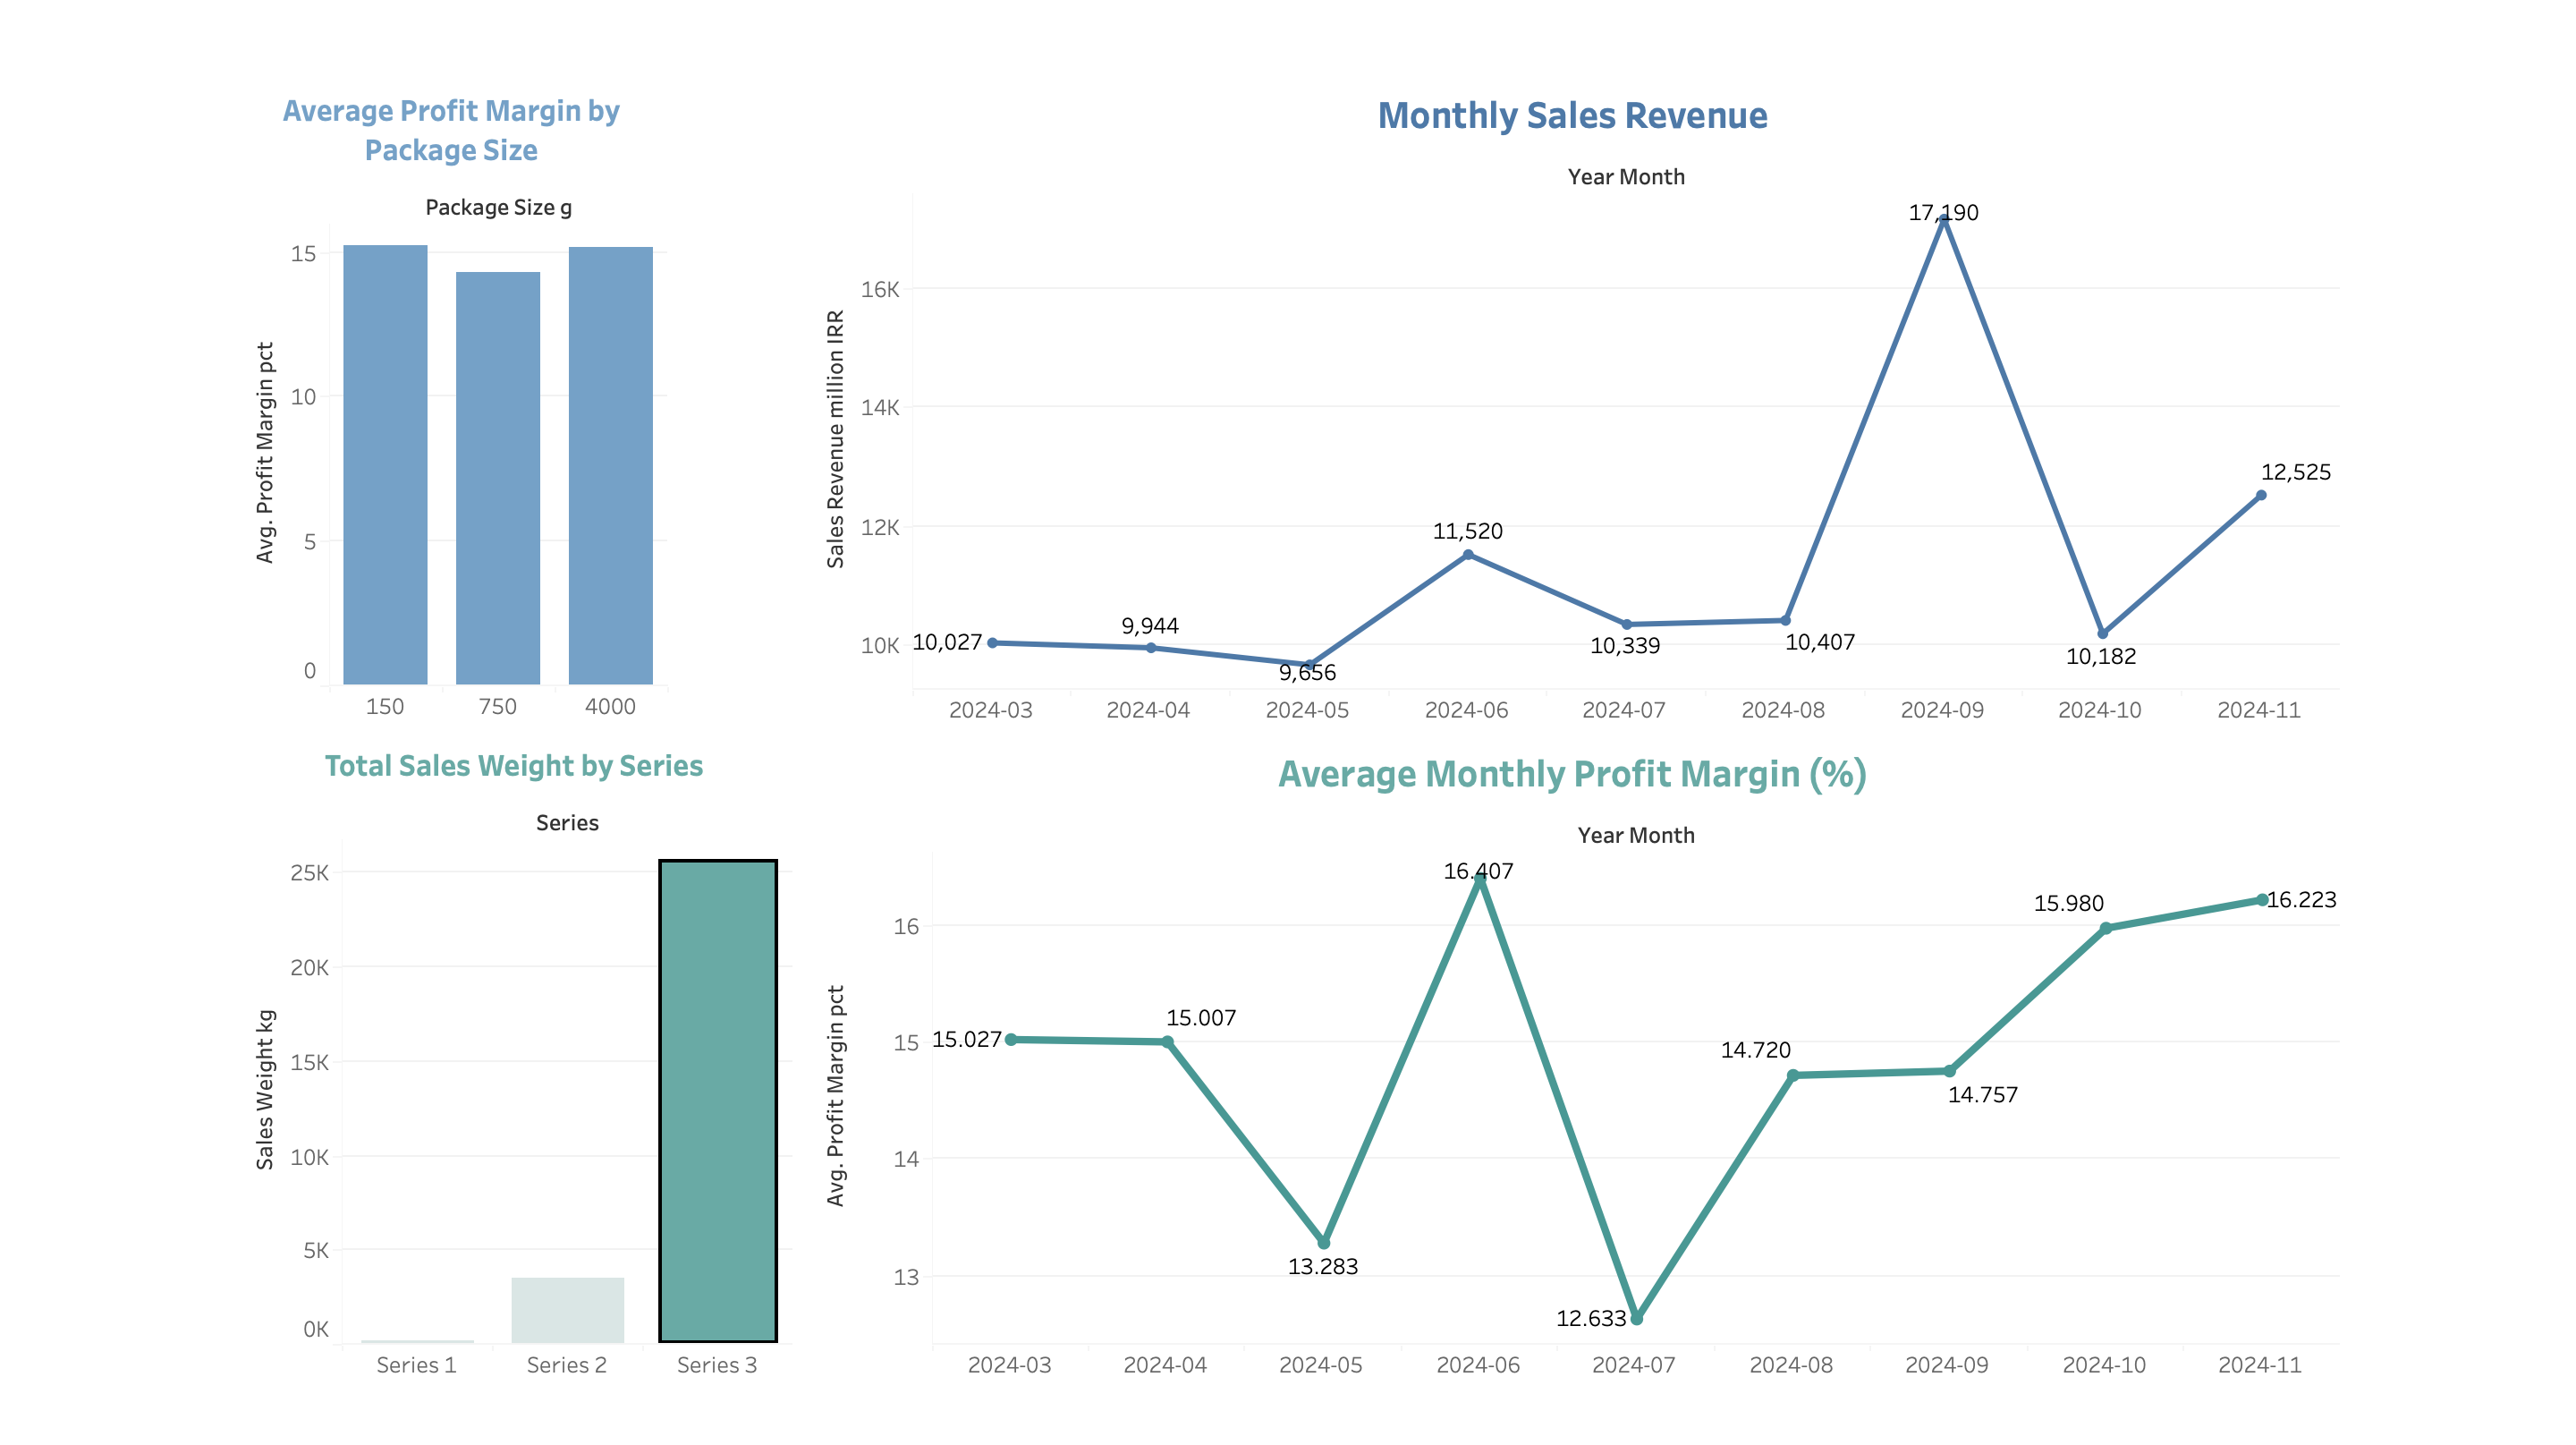 Average Profit Margin by
Package Size
Package Size g
Avg. Profit Margin pct
15
10
5
0
150 750 4000
Monthly Sales Revenue
Year Month
Sales Revenue million IRR
16K
14K
12K
10K
10,027
9,944
9,656
11,520
10,339
10,407
17,190
10,182
12,525
2024-03 2024-04 2024-05 2024-06 2024-07 2024-08 2024-09 2024-10 2024-11
Total Sales Weight by Series
Series
Sales Weight kg
25K
20K
15K
10K
5K
0K
Series 1 Series 2 Series 3
Average Monthly Profit Margin (%)
Year Month
Avg. Profit Margin pct
16
15
14
13
15.027
15.007
13.283
16.407
12.633
14.720
14.757
15.980
16.223
2024-03 2024-04 2024-05 2024-06 2024-07 2024-08 2024-09 2024-10 2024-11